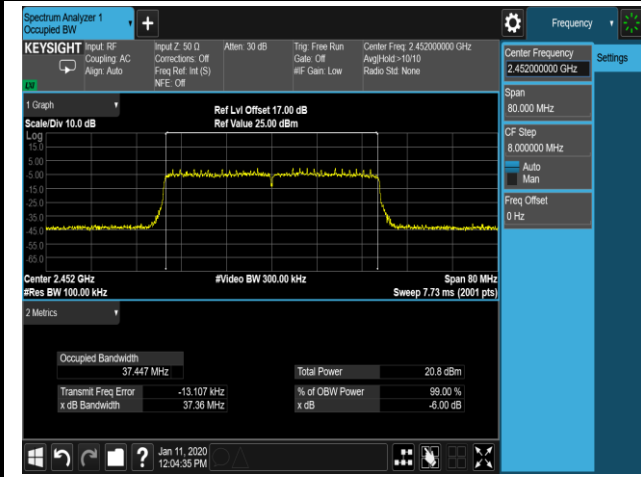 Spectrum Analyzer 1
Occupied BW
+
Frequency
KEYSIGHT
Input: RF
Coupling: AC
Align: Auto
Input Z: 50 Ω
Corrections: Off
Freq Ref: Int (S)
NFE: Off
Atten: 30 dB
Trig: Free Run
Gate: Off
#IF Gain: Low
Center Freq: 2.452000000 GHz
Avg|Hold:>10/10
Radio Std: None
Center Frequency
2.452000000 GHz
Settings
Span
80.000 MHz
CF Step
8.000000 MHz
Auto
Man
Freq Offset
0 Hz
1 Graph
Scale/Div 10.0 dB
Ref Lvl Offset 17.00 dB
Ref Value 25.00 dBm
Log
15.0
5.00
-5.00
-15.0
-25.0
-35.0
-45.0
-55.0
-65.0
Center 2.452 GHz
#Video BW 300.00 kHz
Span 80 MHz
#Res BW 100.00 kHz
Sweep 7.73 ms (2001 pts)
2 Metrics
Occupied Bandwidth
37.447 MHz
Total Power
20.8 dBm
Transmit Freq Error
-13.107 kHz
% of OBW Power
99.00 %
x dB Bandwidth
37.36 MHz
x dB
-6.00 dB
?
Jan 11, 2020
12:04:35 PM